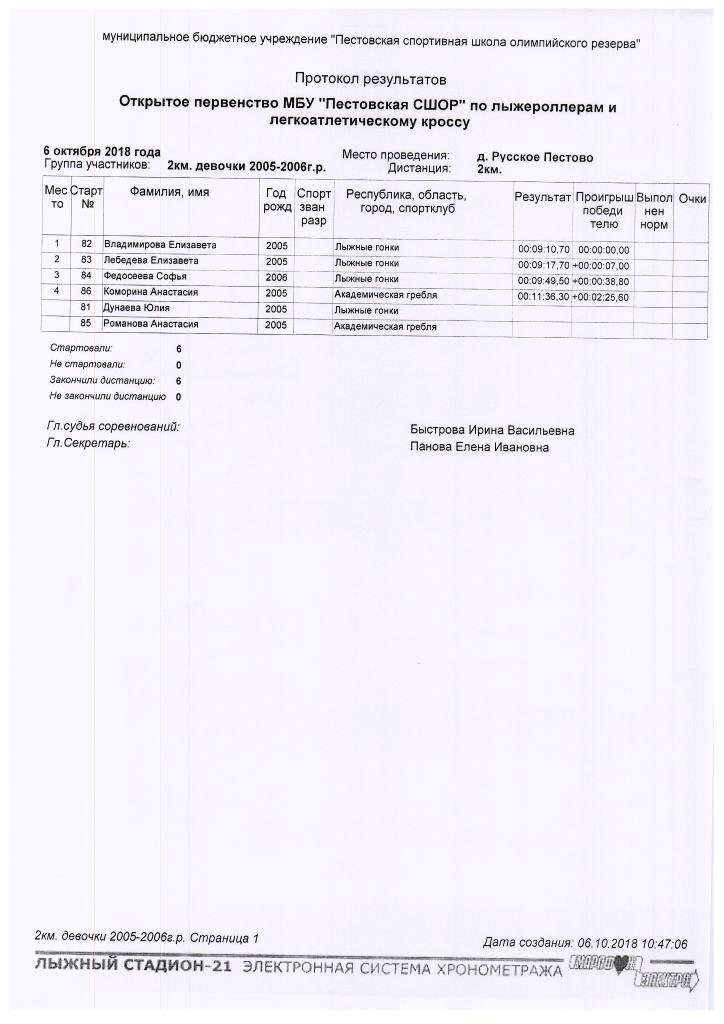 муниципальное бюджетное учреждение "Пестовская спортивная школа олимпийского резерва"
Протокол результатов
Открытое первенство МБУ "Пестовская СШОР" по лыжероллерам и
легкоатлетическому кроссу
6 октября 2018 года Место проведения: д. Русское Пестово
Группа участников: 2км. девочки 2005-2006г.р. Дистанция: 2км.
Мес Старт Фамилия, имя Год Спорт Республика, область, Результат Проигрыш Выпол Очки
то № рожд зван город, спортклуб победи нен
разр телю норм
1 82 Владимирова Елизавета 2005 Лыжные гонки 00:09:10,70 00:00:00,00
2 83 Лебедева Елизавета 2005 Лыжные гонки 00:09:17,70 +00:00:07,00
3 84 Федосеева Софья 2006 Лыжные гонки 00:09:49,50 +00:00:38,80
4 86 Коморина Анастасия 2005 Академическая гребля 00:11:36,30 +00:02:25,60
81 Дунаева Юлия 2005 Лыжные гонки
85 Романова Анастасия 2005 Академическая гребля
Стартовали: 6
Не стартовали: 0
Закончили дистанцию: 6
Не закончили дистанцию 0
Гл.судья соревнований: Быстрова Ирина Васильевна
Гл.Секретарь: Панова Елена Ивановна
2км. девочки 2005-2006г.р. Страница 1 Дата создания: 06.10.2018 10:47:06
ЛЫЖНЫЙ СТАДИОН-21 ЭЛЕКТРОННАЯ СИСТЕМА ХРОНОМЕТРАЖА
ЭЛЕКТРО